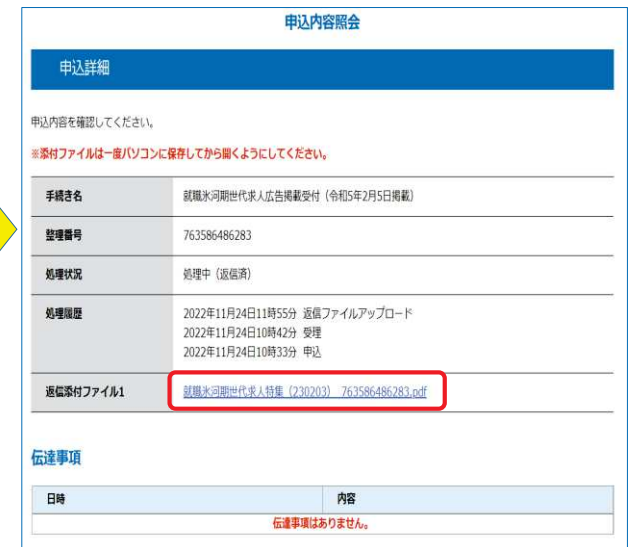 申込内容照会
申込詳細
申込内容を確認してください。
※添付ファイルは一度パソコンに保存してから開くようにしてください。
手続き名 就職氷河期世代求人広告掲載受付（令和5年2月5日掲載）
整理番号 763586486283
処理状況 処理中（返信済）
処理履歴 2022年11月24日11時55分 返信ファイルアップロード
2022年11月24日10時42分 受理
2022年11月24日10時33分 申込
返信添付ファイル1 就職氷河期世代求人特集（230203）_763586486283.pdf
伝達事項
日時 内容
伝達事項はありません。